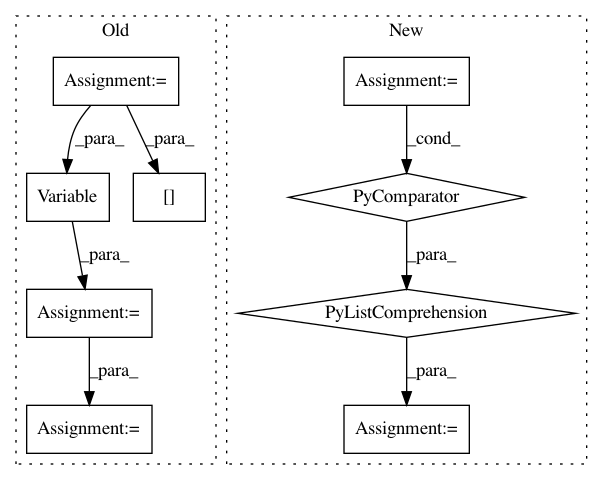 Old
New
Assignment:=
Assignment:=
_para_
_para_
_cond_
Variable
[]
PyComparator
_para_
_para_
Assignment:=
PyListComprehension
_para_
_para_
Assignment:=
Assignment:=